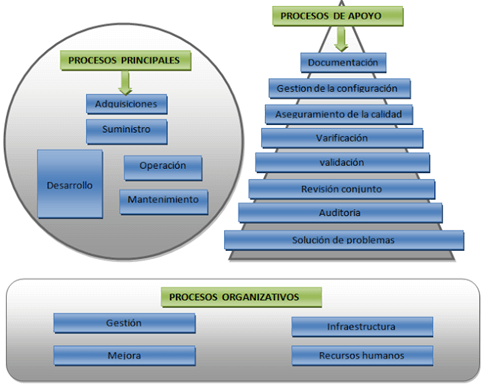 PROCESOS PRINCIPALES
Adquisiciones
Suministro
Desarrollo
Operación
Mantenimiento
PROCESOS DE APOYO
Documentación
Gestion de la configuración
Aseguramiento de la calidad
Varificación
validación
Revisión conjunto
Auditoria
Solución de problemas
PROCESOS ORGANIZATIVOS
Gestión
Infraestructura
Mejora
Recursos humanos